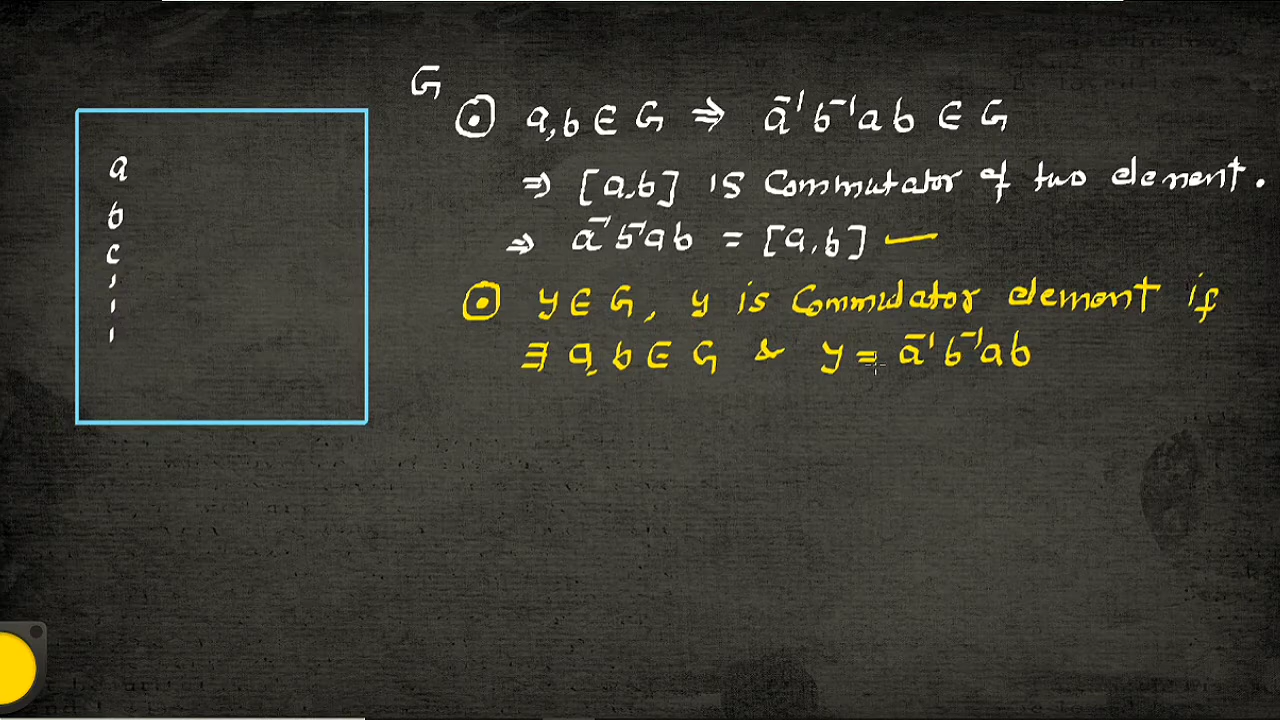 G
⊙ a,b ∈ G ⇒ a⁻¹b⁻¹ab ∈ G
⇒ [a,b] is Commutator of two element.
⇒ a⁻¹b⁻¹ab = [a,b]
⊙ y ∈ G, y is Commutator element if
∃ a, b ∈ G & y = a⁻¹b⁻¹ab
a
b
c